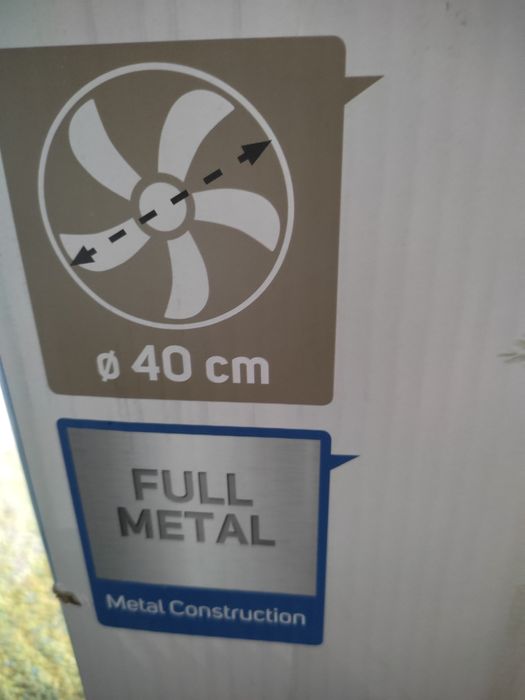 ø 40 cm
FULL
METAL
Metal Construction